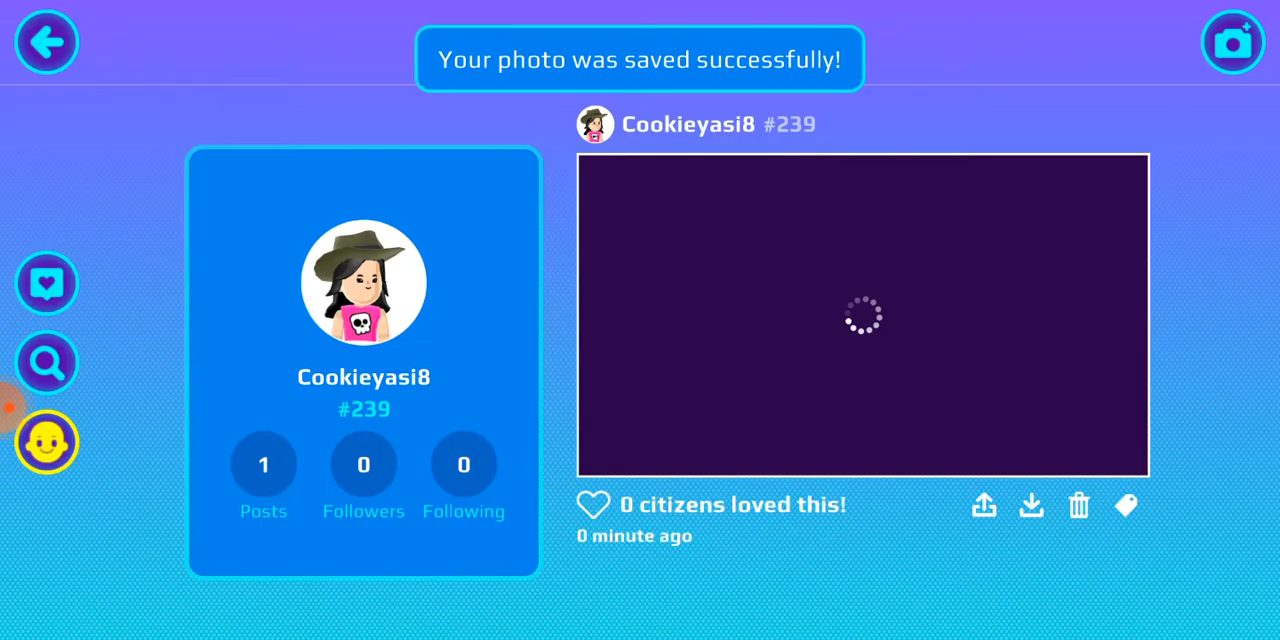 Your photo was saved successfully!
Cookieyasi8 #239
Cookieyasi8
#239
1 0 0
Posts Followers Following
0 citizens loved this!
0 minute ago